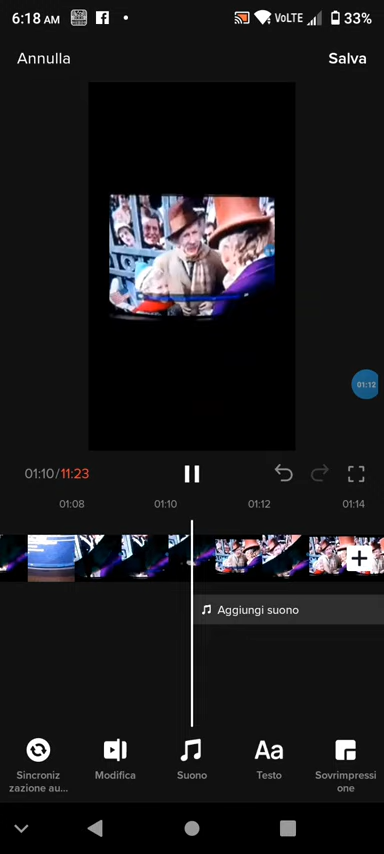 6:18 AM
VoLTE
33%
Annulla
Salva
01:12
01:10/11:23
01:08
01:10
01:12
01:14
Aggiungi suono
Sincroniz
zazione au...
Modifica
Suono
Aa
Testo
Sovrimpressi
one